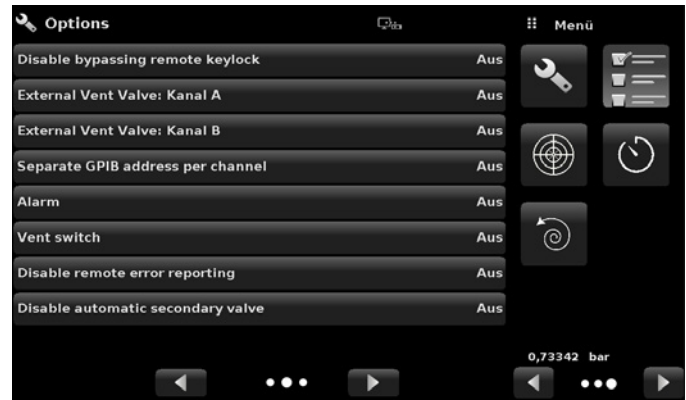 Options
Menü
Disable bypassing remote keylock Aus
External Vent Valve: Kanal A Aus
External Vent Valve: Kanal B Aus
Separate GPIB address per channel Aus
Alarm Aus
Vent switch Aus
Disable remote error reporting Aus
Disable automatic secondary valve Aus
0,73342 bar